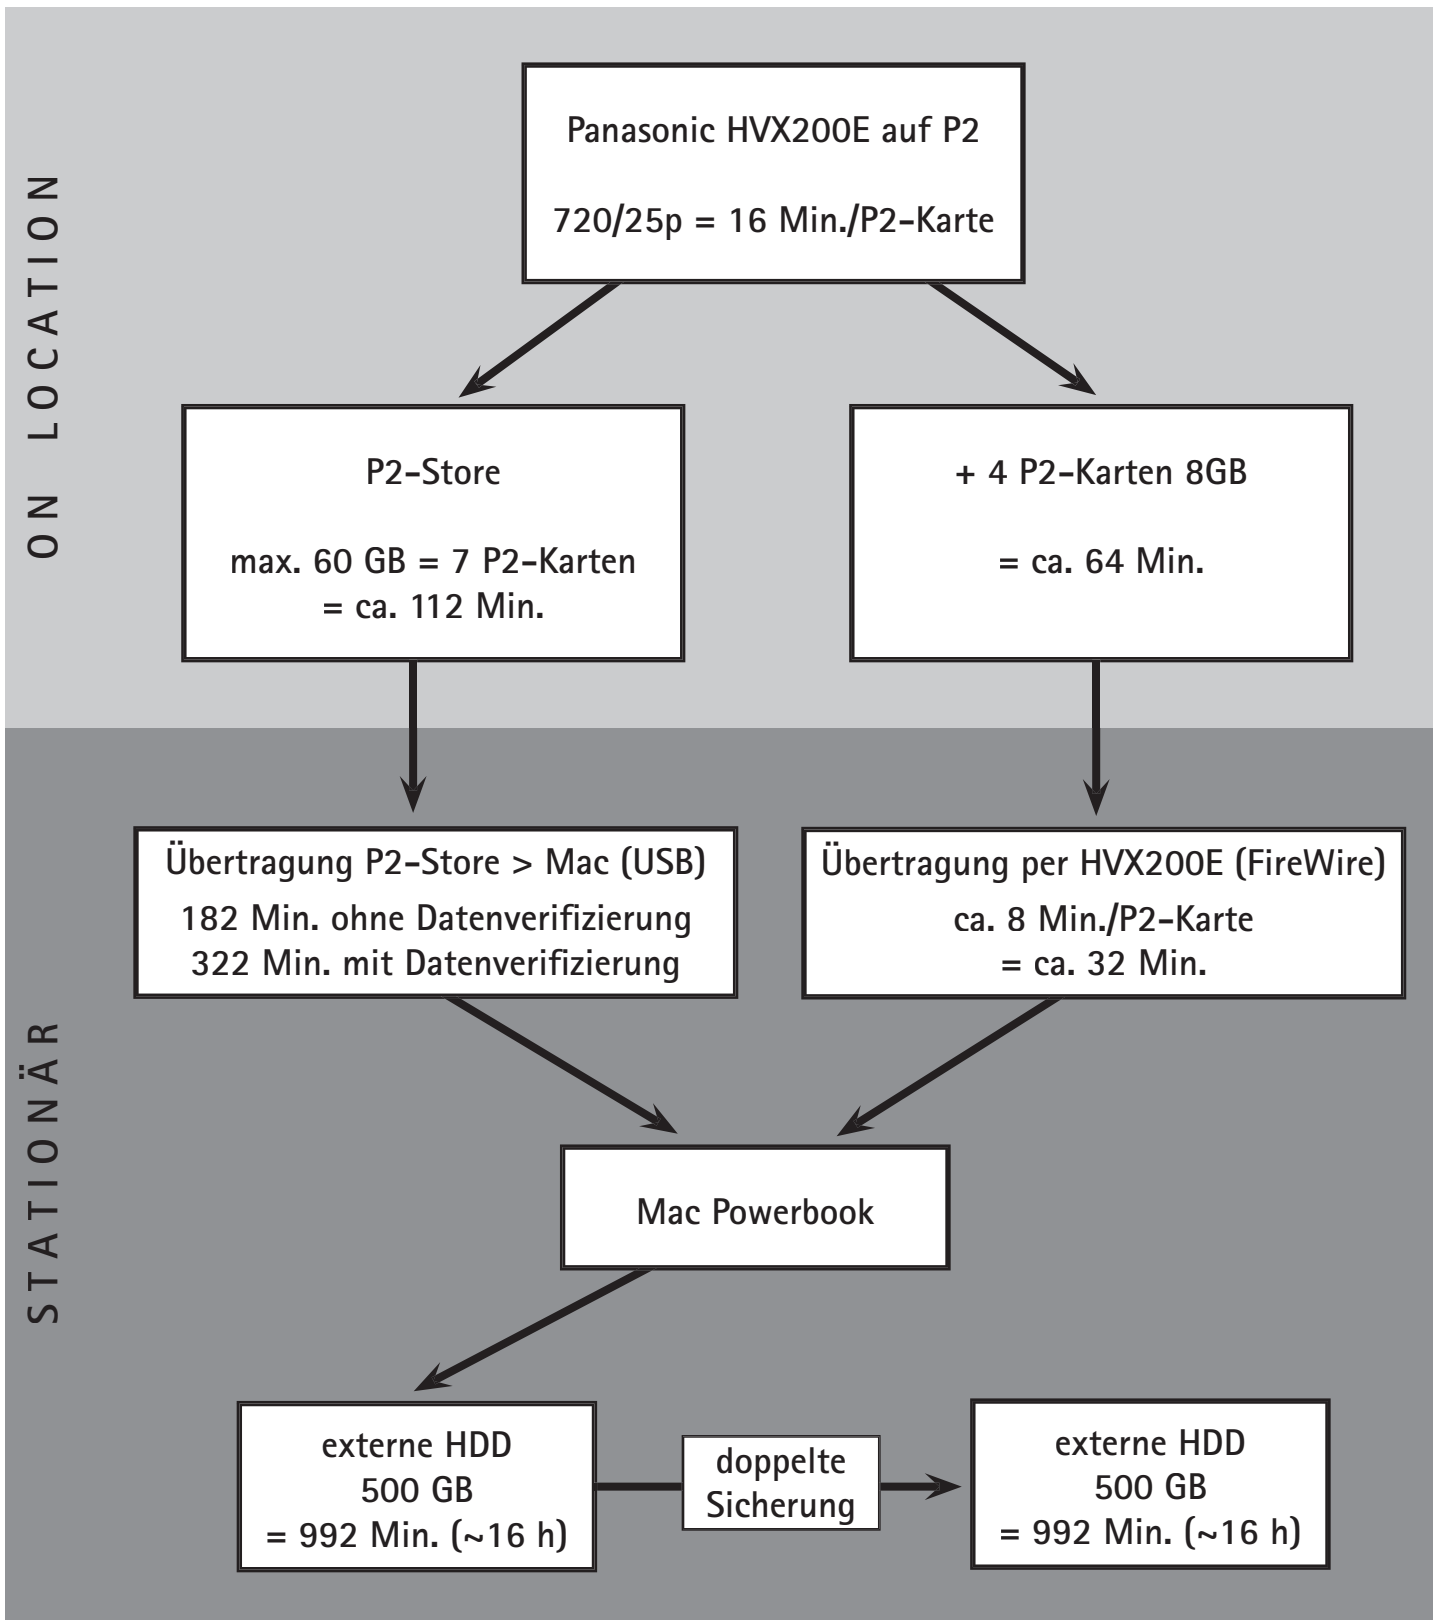 ON LOCATION
Panasonic HVX200E auf P2
720/25p = 16 Min./P2-Karte
P2-Store
max. 60 GB = 7 P2-Karten
= ca. 112 Min.
+ 4 P2-Karten 8GB
= ca. 64 Min.
STATIONÄR
Übertragung P2-Store > Mac (USB)
182 Min. ohne Datenverifizierung
322 Min. mit Datenverifizierung
Übertragung per HVX200E (FireWire)
ca. 8 Min./P2-Karte
= ca. 32 Min.
Mac Powerbook
externe HDD
500 GB
= 992 Min. (~16 h)
doppelte
Sicherung
externe HDD
500 GB
= 992 Min. (~16 h)